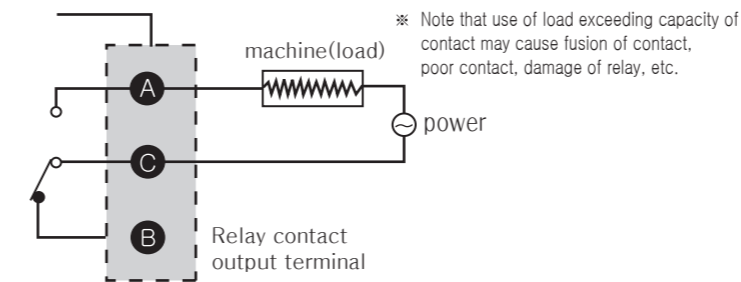 ※ Note that use of load exceeding capacity of
contact may cause fusion of contact,
poor contact, damage of relay, etc.
machine(load)
A
power
C
B
Relay contact
output terminal